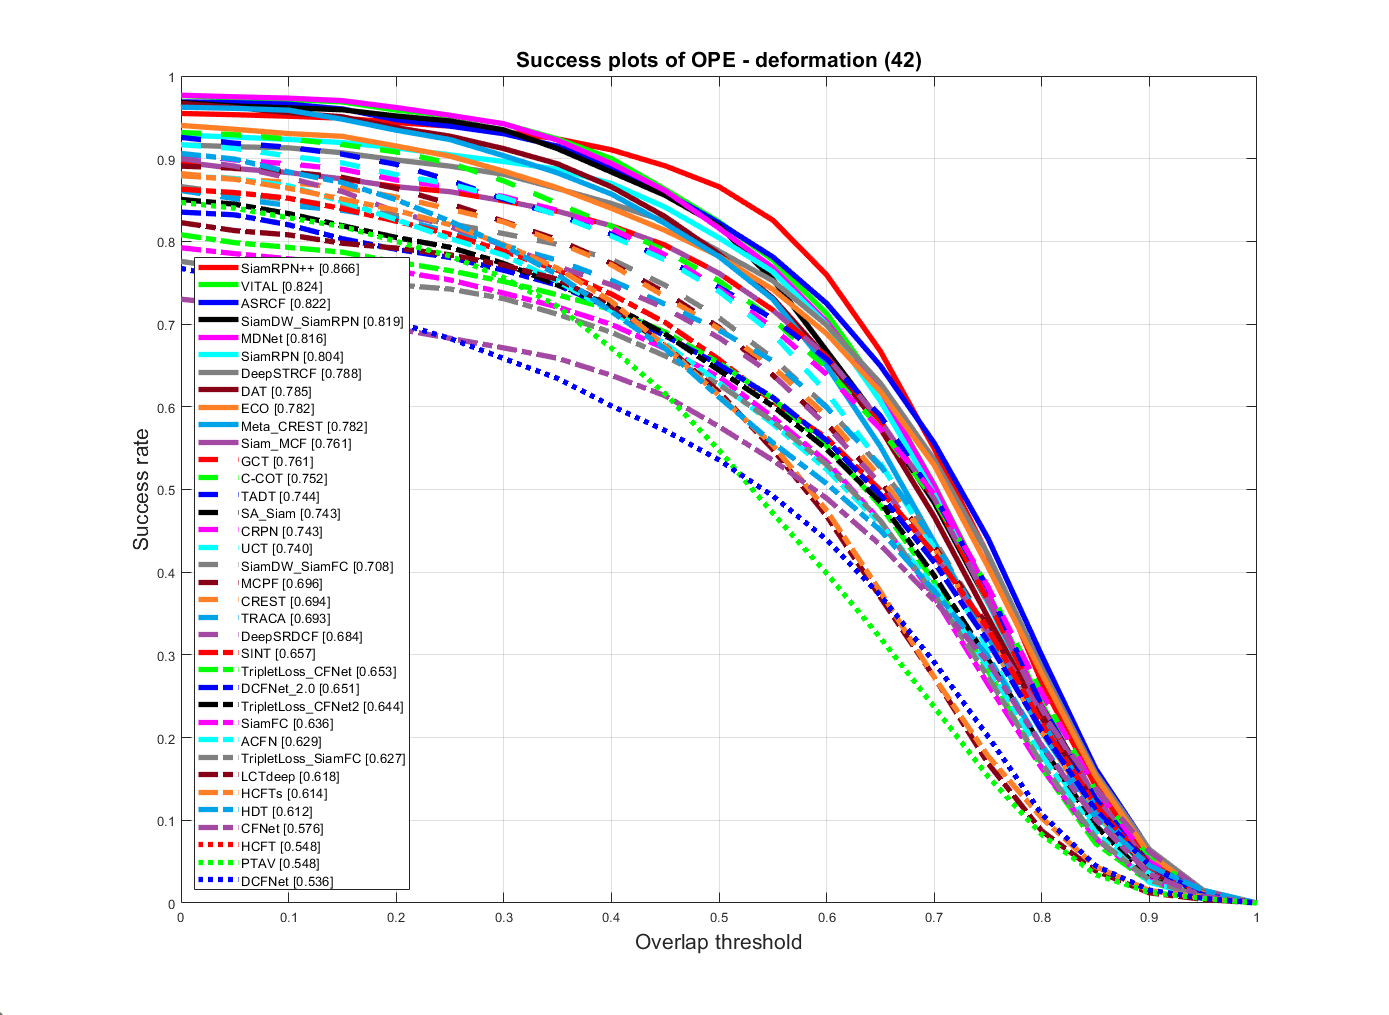 Success plots of OPE - deformation (42)
1
0.9
0.8
0.7
0.6
0.5
0.4
0.3
0.2
0.1
0
Success rate
SiamRPN++ [0.866]
VITAL [0.824]
ASRCF [0.822]
SiamDW_SiamRPN [0.819]
MDNet [0.816]
SiamRPN [0.804]
DeepSTRCF [0.788]
DAT [0.785]
ECO [0.782]
Meta_CREST [0.782]
Siam_MCF [0.761]
GCT [0.761]
C-COT [0.752]
TADT [0.744]
SA_Siam [0.743]
CRPN [0.743]
UCT [0.740]
SiamDW_SiamFC [0.708]
MCPF [0.696]
CREST [0.694]
TRACA [0.693]
DeepSRDCF [0.684]
SINT [0.657]
TripletLoss_CFNet [0.653]
DCFNet_2.0 [0.651]
TripletLoss_CFNet2 [0.644]
SiamFC [0.636]
ACFN [0.629]
TripletLoss_SiamFC [0.627]
LCTdeep [0.618]
HCFTs [0.614]
HDT [0.612]
CFNet [0.576]
HCFT [0.548]
PTAV [0.548]
DCFNet [0.536]
0 0.1 0.2 0.3 0.4 0.5 0.6 0.7 0.8 0.9 1
Overlap threshold